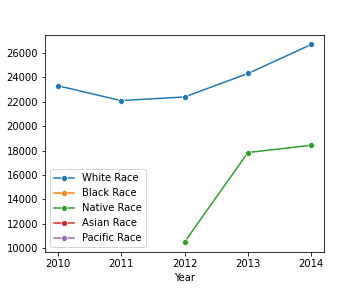 26000
24000
22000
20000
18000
16000
14000
12000
10000
White Race
Black Race
Native Race
Asian Race
Pacific Race
2010 2011 2012 2013 2014
Year